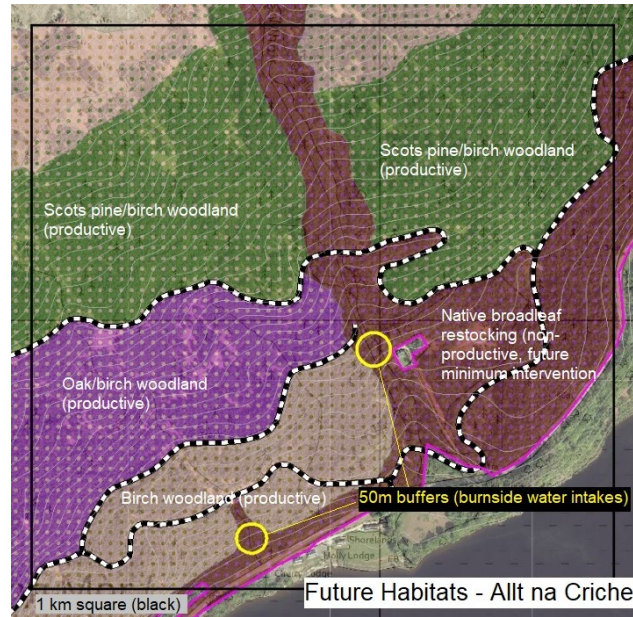 Scots pine/birch woodland
(productive)
Scots pine/birch woodland
(productive)
Native broadleaf
restocking (non-
productive, future
minimum intervention
Oak/birch woodland
(productive)
Birch woodland (productive)
50m buffers (burnside water intakes)
Holly Lodge
Future Habitats - Allt na Criche
1 km square (black)